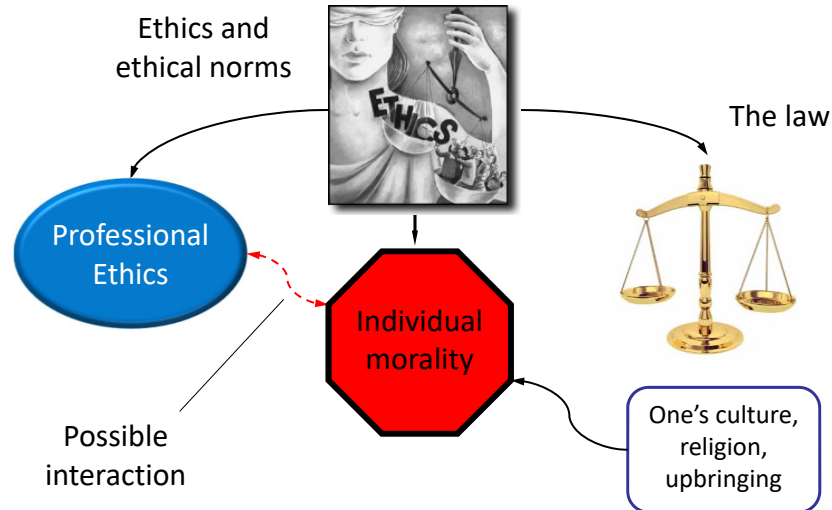 Ethics and
ethical norms
ETHICS
The law
Professional
Ethics
Individual
morality
Possible
interaction
One’s culture,
religion,
upbringing